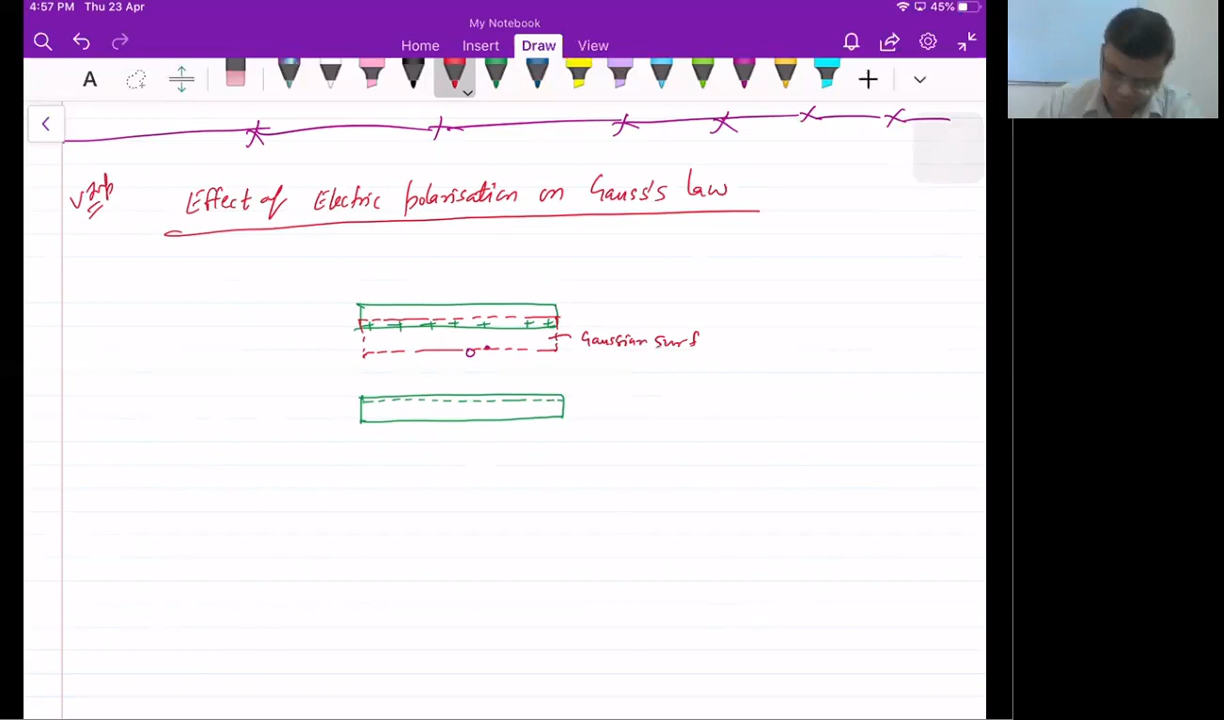 4:57 PM Thu 23 Apr
45%
My Notebook
Home Insert Draw View
A
Effect of Electric polarisation on Gauss's law
+ + + + + + +
Gaussian surf